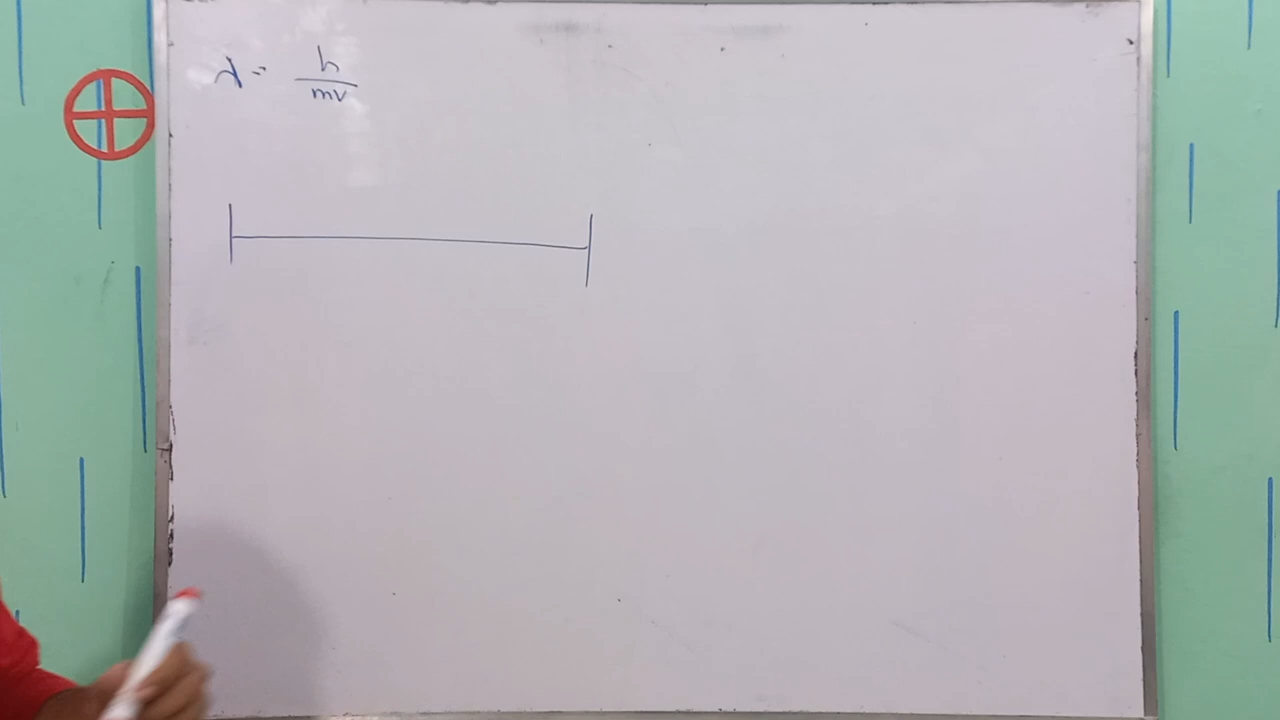 λ = h/mv